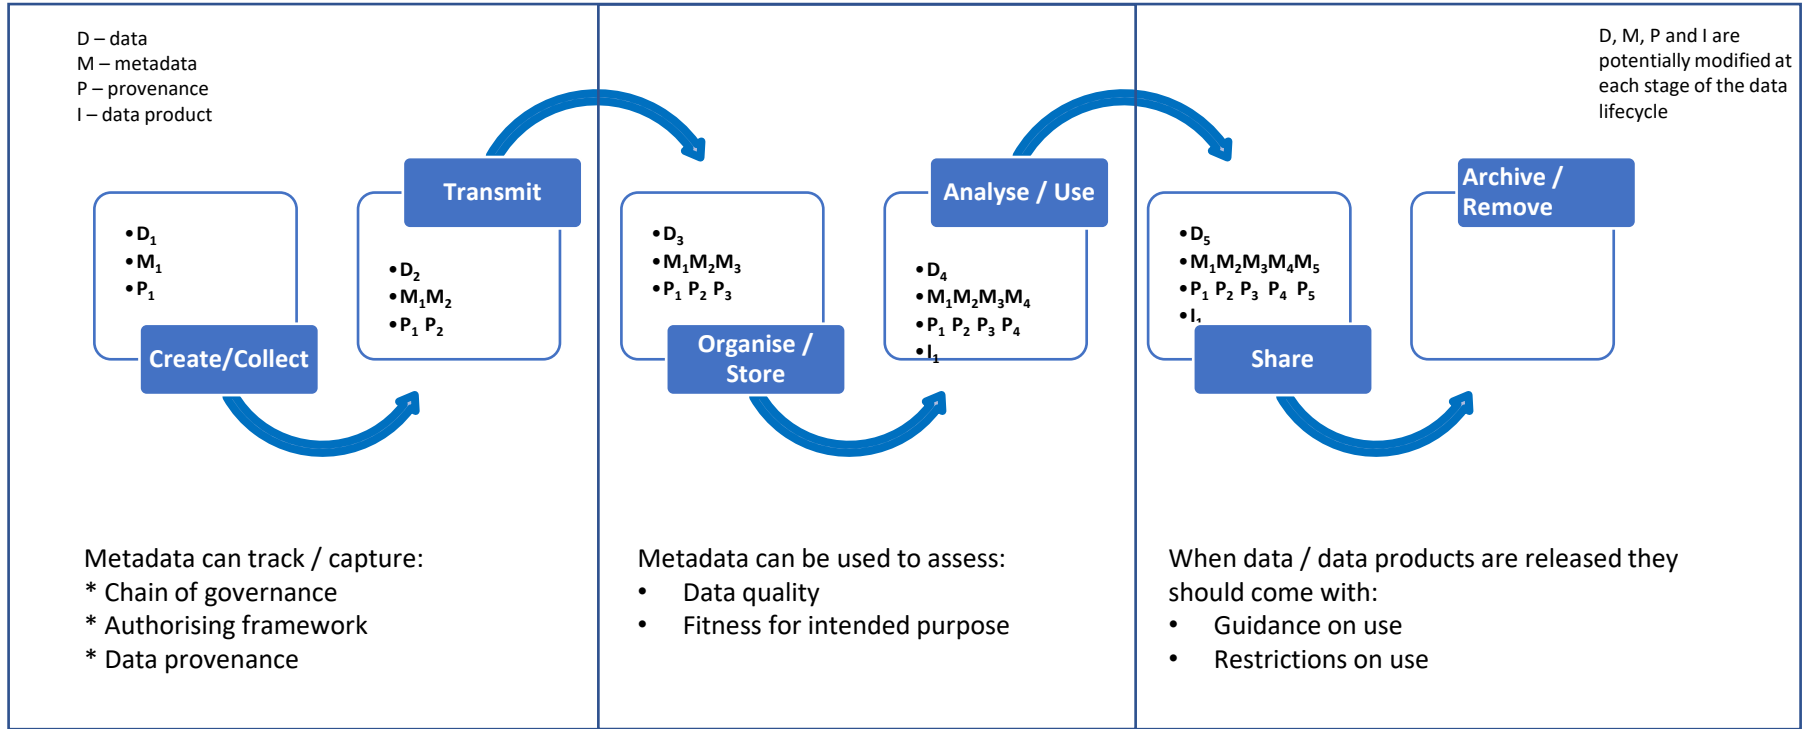 D – data
M – metadata
P – provenance
I – data product
D, M, P and I are
potentially modified at
each stage of the data
lifecycle
•D₁
•M₁
•P₁
Create/Collect
Transmit
•D₂
•M₁M₂
•P₁ P₂
•D₃
•M₁M₂M₃
•P₁ P₂ P₃
Organise /
Store
Analyse / Use
•D₄
•M₁M₂M₃M₄
•P₁ P₂ P₃ P₄
•I₁
•D₅
•M₁M₂M₃M₄M₅
•P₁ P₂ P₃ P₄ P₅
•I₁
Share
Archive /
Remove
Metadata can track / capture:
* Chain of governance
* Authorising framework
* Data provenance
Metadata can be used to assess:
• Data quality
• Fitness for intended purpose
When data / data products are released they
should come with:
• Guidance on use
• Restrictions on use